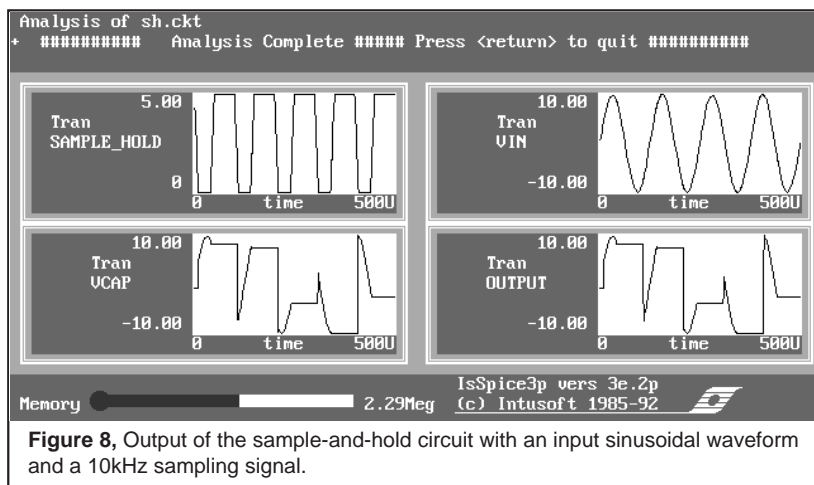 Analysis of sh.ckt
+ ########## Analysis Complete ##### Press <return> to quit ##########
5.00
Tran
SAMPLE_HOLD
0
0 time 500U
10.00
Tran
VIN
-10.00
0 time 500U
10.00
Tran
VCAP
-10.00
0 time 500U
10.00
Tran
OUTPUT
-10.00
0 time 500U
Memory 2.29Meg
IsSpice3p vers 3e.2p
(c) Intusoft 1985-92
Figure 8, Output of the sample-and-hold circuit with an input sinusoidal waveform
and a 10kHz sampling signal.